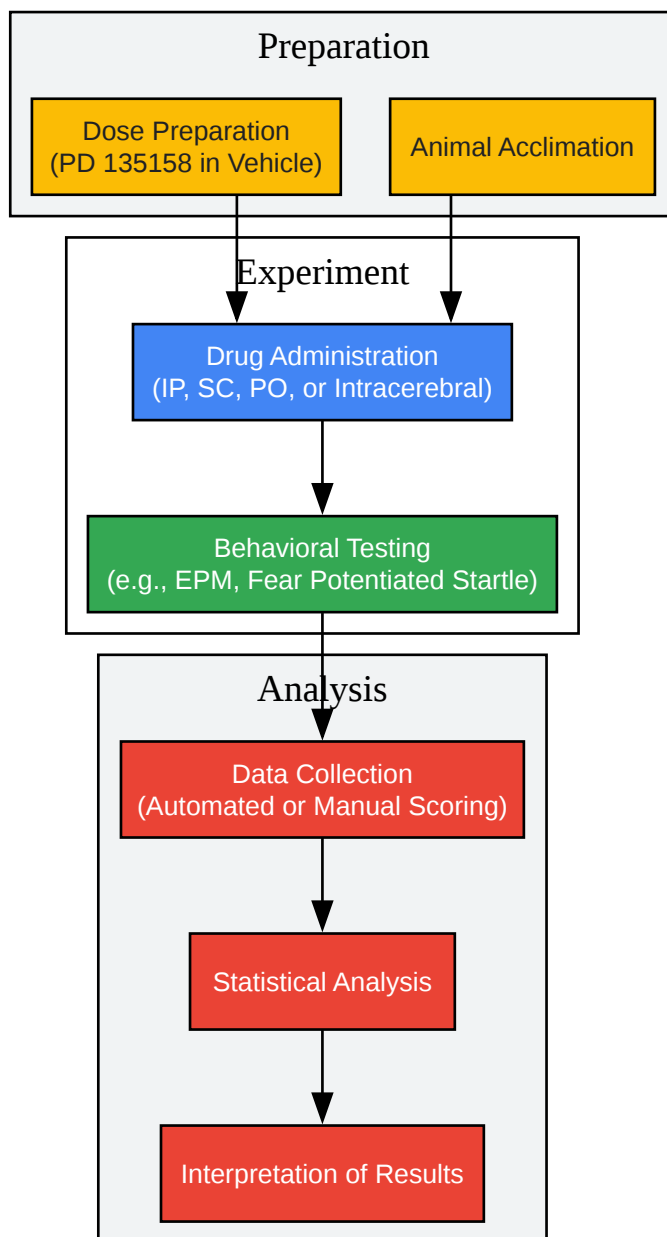 Preparation
Dose Preparation
(PD 135158 in Vehicle)
Animal Acclimation
Experiment
Drug Administration
(IP, SC, PO, or Intracerebral)
Behavioral Testing
(e.g., EPM, Fear Potentiated Startle)
Analysis
Data Collection
(Automated or Manual Scoring)
Statistical Analysis
Interpretation of Results